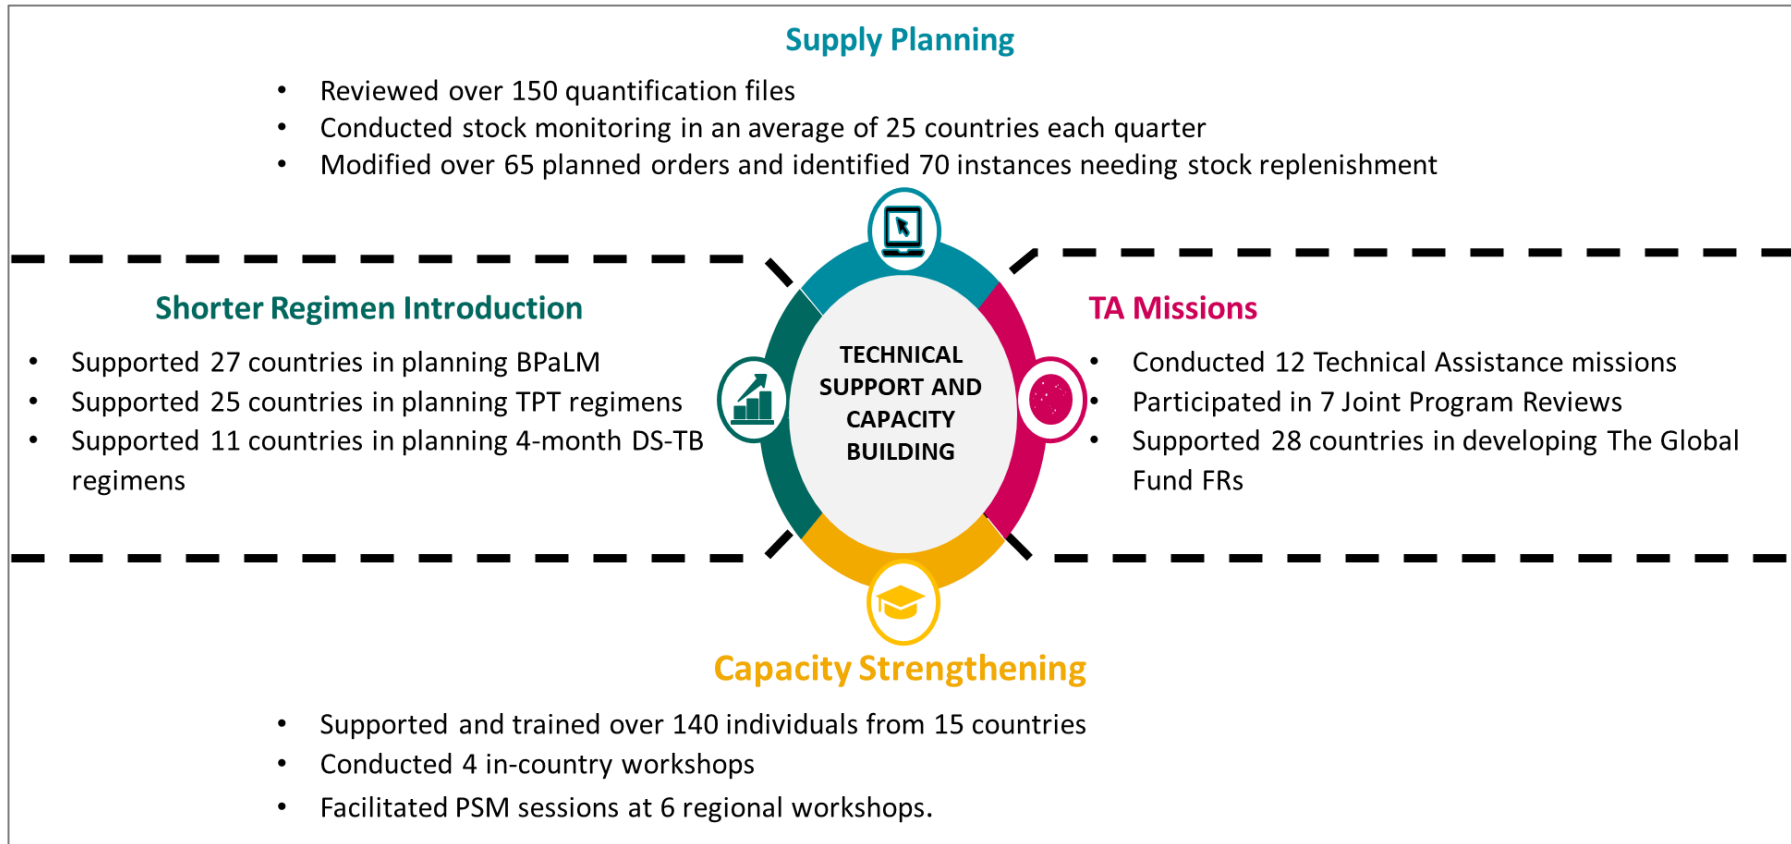 Supply Planning
• Reviewed over 150 quantification files
• Conducted stock monitoring in an average of 25 countries each quarter
• Modified over 65 planned orders and identified 70 instances needing stock replenishment
Shorter Regimen Introduction
• Supported 27 countries in planning BPaLM
• Supported 25 countries in planning TPT regimens
• Supported 11 countries in planning 4-month DS-TB
regimens
TECHNICAL
SUPPORT AND
CAPACITY
BUILDING
TA Missions
• Conducted 12 Technical Assistance missions
• Participated in 7 Joint Program Reviews
• Supported 28 countries in developing The Global
Fund FRs
Capacity Strengthening
• Supported and trained over 140 individuals from 15 countries
• Conducted 4 in-country workshops
• Facilitated PSM sessions at 6 regional workshops.